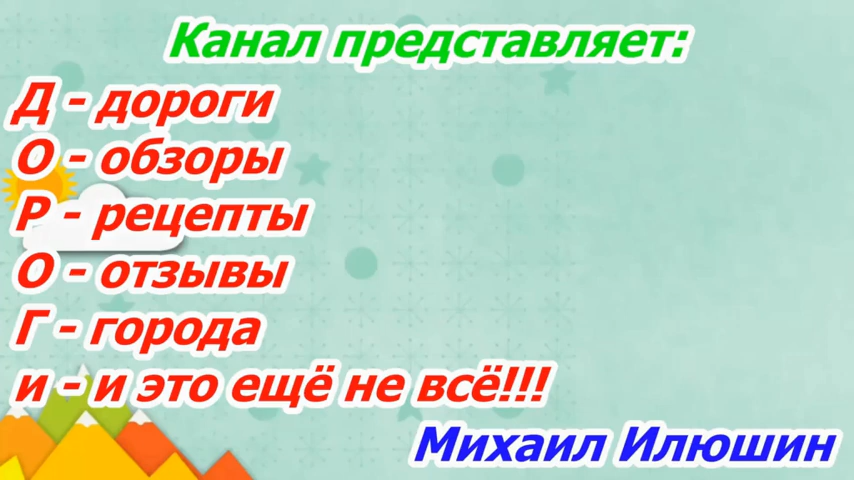 Канал представляет:
Д - дороги
О - обзоры
Р - рецепты
О - отзывы
Г - города
и - и это ещё не всё!!!
Михаил Илюшин